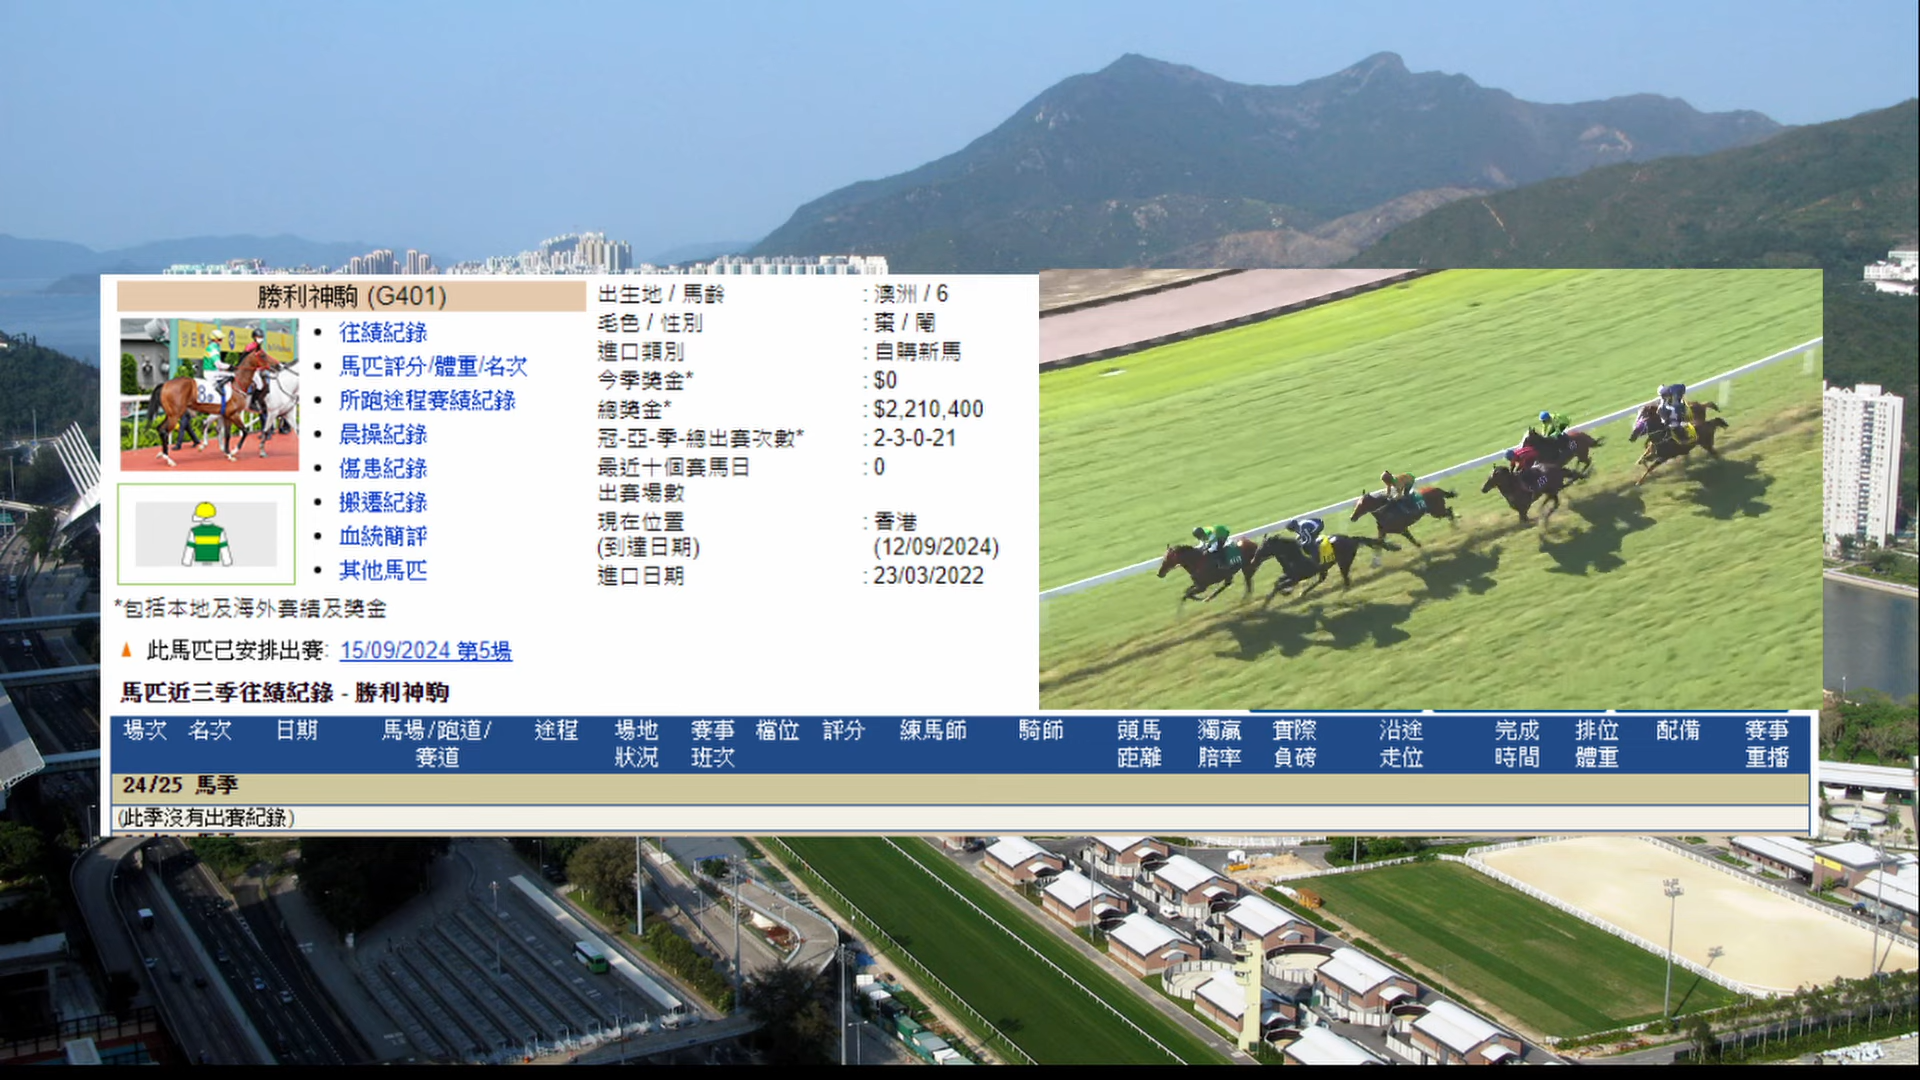 勝利神駒 (G401)
往績紀錄
馬匹評分/體重/名次
所跑途程賽績紀錄
晨操紀錄
傷患紀錄
搬遷紀錄
血統簡評
其他馬匹
出生地 / 馬齡 : 澳洲 / 6
毛色 / 性別 : 棗 / 閹
進口類別 : 自購新馬
今季獎金* : $0
總獎金* : $2,210,400
冠-亞-季-總出賽次數* : 2-3-0-21
最近十個賽馬日 : 0
出賽場數
現在位置 : 香港
(到達日期) (12/09/2024)
進口日期 : 23/03/2022
*包括本地及海外賽績及獎金
此馬匹已安排出賽: 15/09/2024 第5場
馬匹近三季往績紀錄 - 勝利神駒
場次 名次 日期 馬場/跑道/ 途程 場地 賽事 檔位 評分 練馬師 騎師 頭馬 獨贏 實際 沿途 完成 排位 配備 賽事
賽道 狀況 班次 距離 賠率 負磅 走位 時間 體重 重播
24/25 馬季
(此季沒有出賽紀錄)